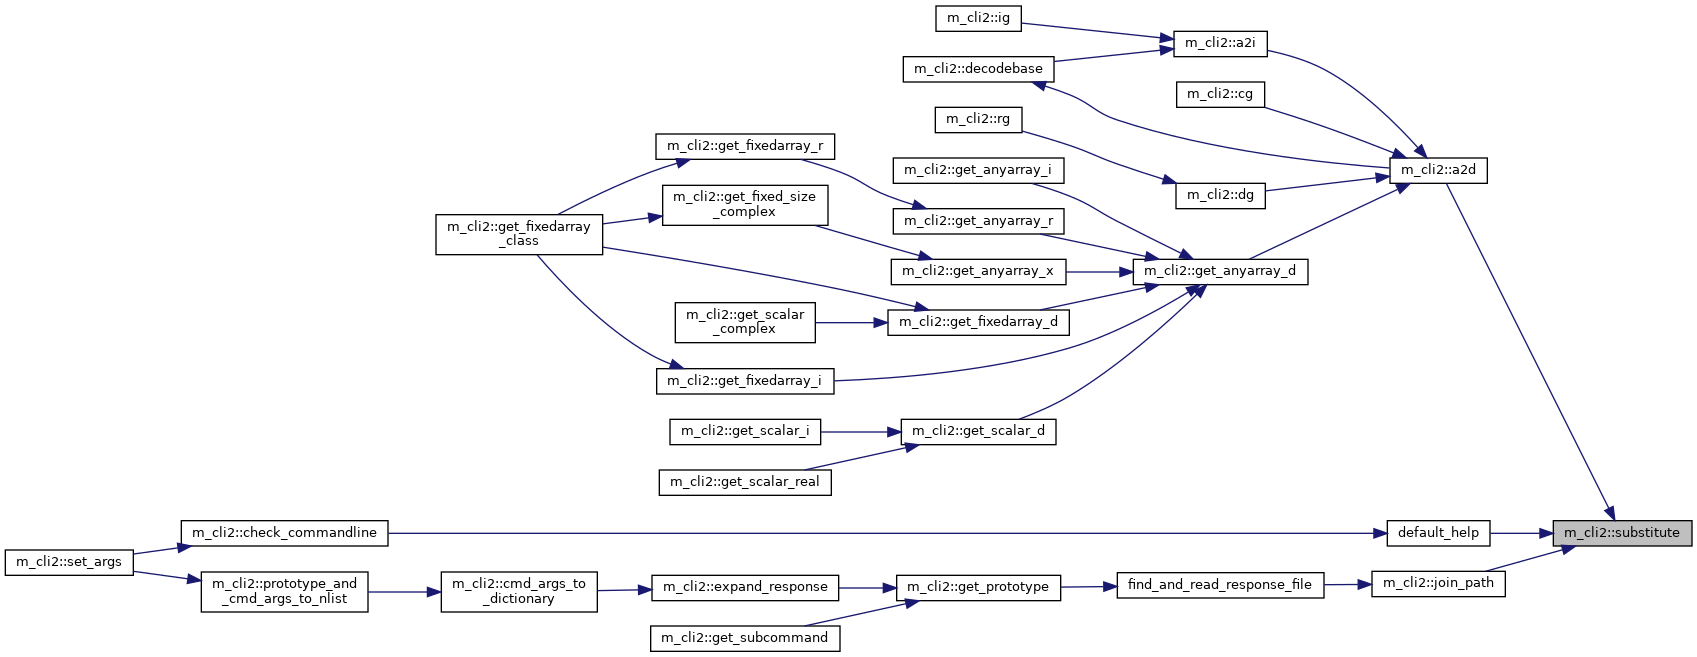 m_cli2::ig
m_cli2::a2i
m_cli2::decodebase
m_cli2::cg
m_cli2::rg
m_cli2::get_fixedarray_r
m_cli2::get_anyarray_i
m_cli2::a2d
m_cli2::dg
m_cli2::get_fixed_size
_complex
m_cli2::get_anyarray_r
m_cli2::get_fixedarray
_class
m_cli2::get_anyarray_x
m_cli2::get_anyarray_d
m_cli2::get_scalar
_complex
m_cli2::get_fixedarray_d
m_cli2::get_fixedarray_i
m_cli2::get_scalar_i
m_cli2::get_scalar_d
m_cli2::get_scalar_real
m_cli2::check_commandline
default_help
m_cli2::substitute
m_cli2::set_args
m_cli2::prototype_and
_cmd_args_to_nlist
m_cli2::cmd_args_to
_dictionary
m_cli2::expand_response
m_cli2::get_prototype
find_and_read_response_file
m_cli2::join_path
m_cli2::get_subcommand